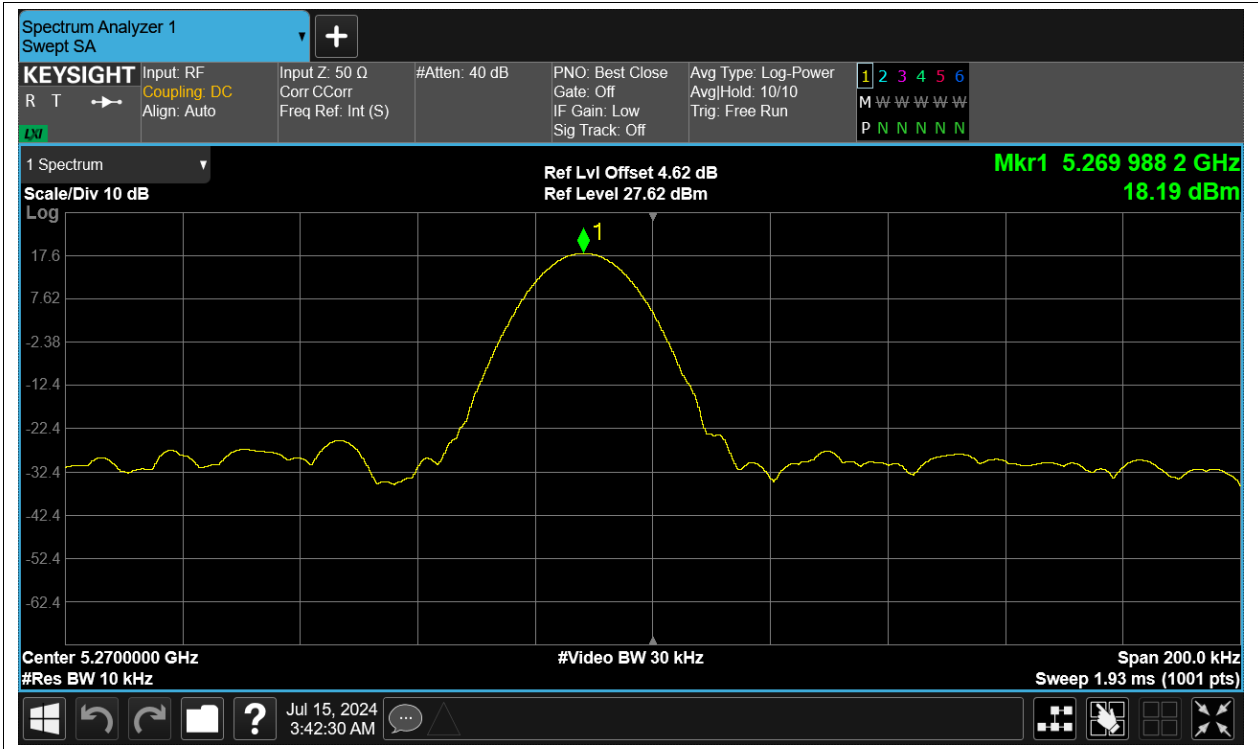 Spectrum Analyzer 1
Swept SA
KEYSIGHT
R T
LXI
Input: RF
Coupling: DC
Align: Auto
Input Z: 50 Ω
Corr CCorr
Freq Ref: Int (S)
#Atten: 40 dB
PNO: Best Close
Gate: Off
IF Gain: Low
Sig Track: Off
Avg Type: Log-Power
Avg|Hold: 10/10
Trig: Free Run
1 2 3 4 5 6
M W W W W W
P N N N N N
1 Spectrum
Scale/Div 10 dB
Log
Ref Lvl Offset 4.62 dB
Ref Level 27.62 dBm
Mkr1 5.269 988 2 GHz
18.19 dBm
1
17.6
7.62
-2.38
-12.4
-22.4
-32.4
-42.4
-52.4
-62.4
Center 5.2700000 GHz
#Video BW 30 kHz
Span 200.0 kHz
#Res BW 10 kHz
Sweep 1.93 ms (1001 pts)
?
Jul 15, 2024
3:42:30 AM